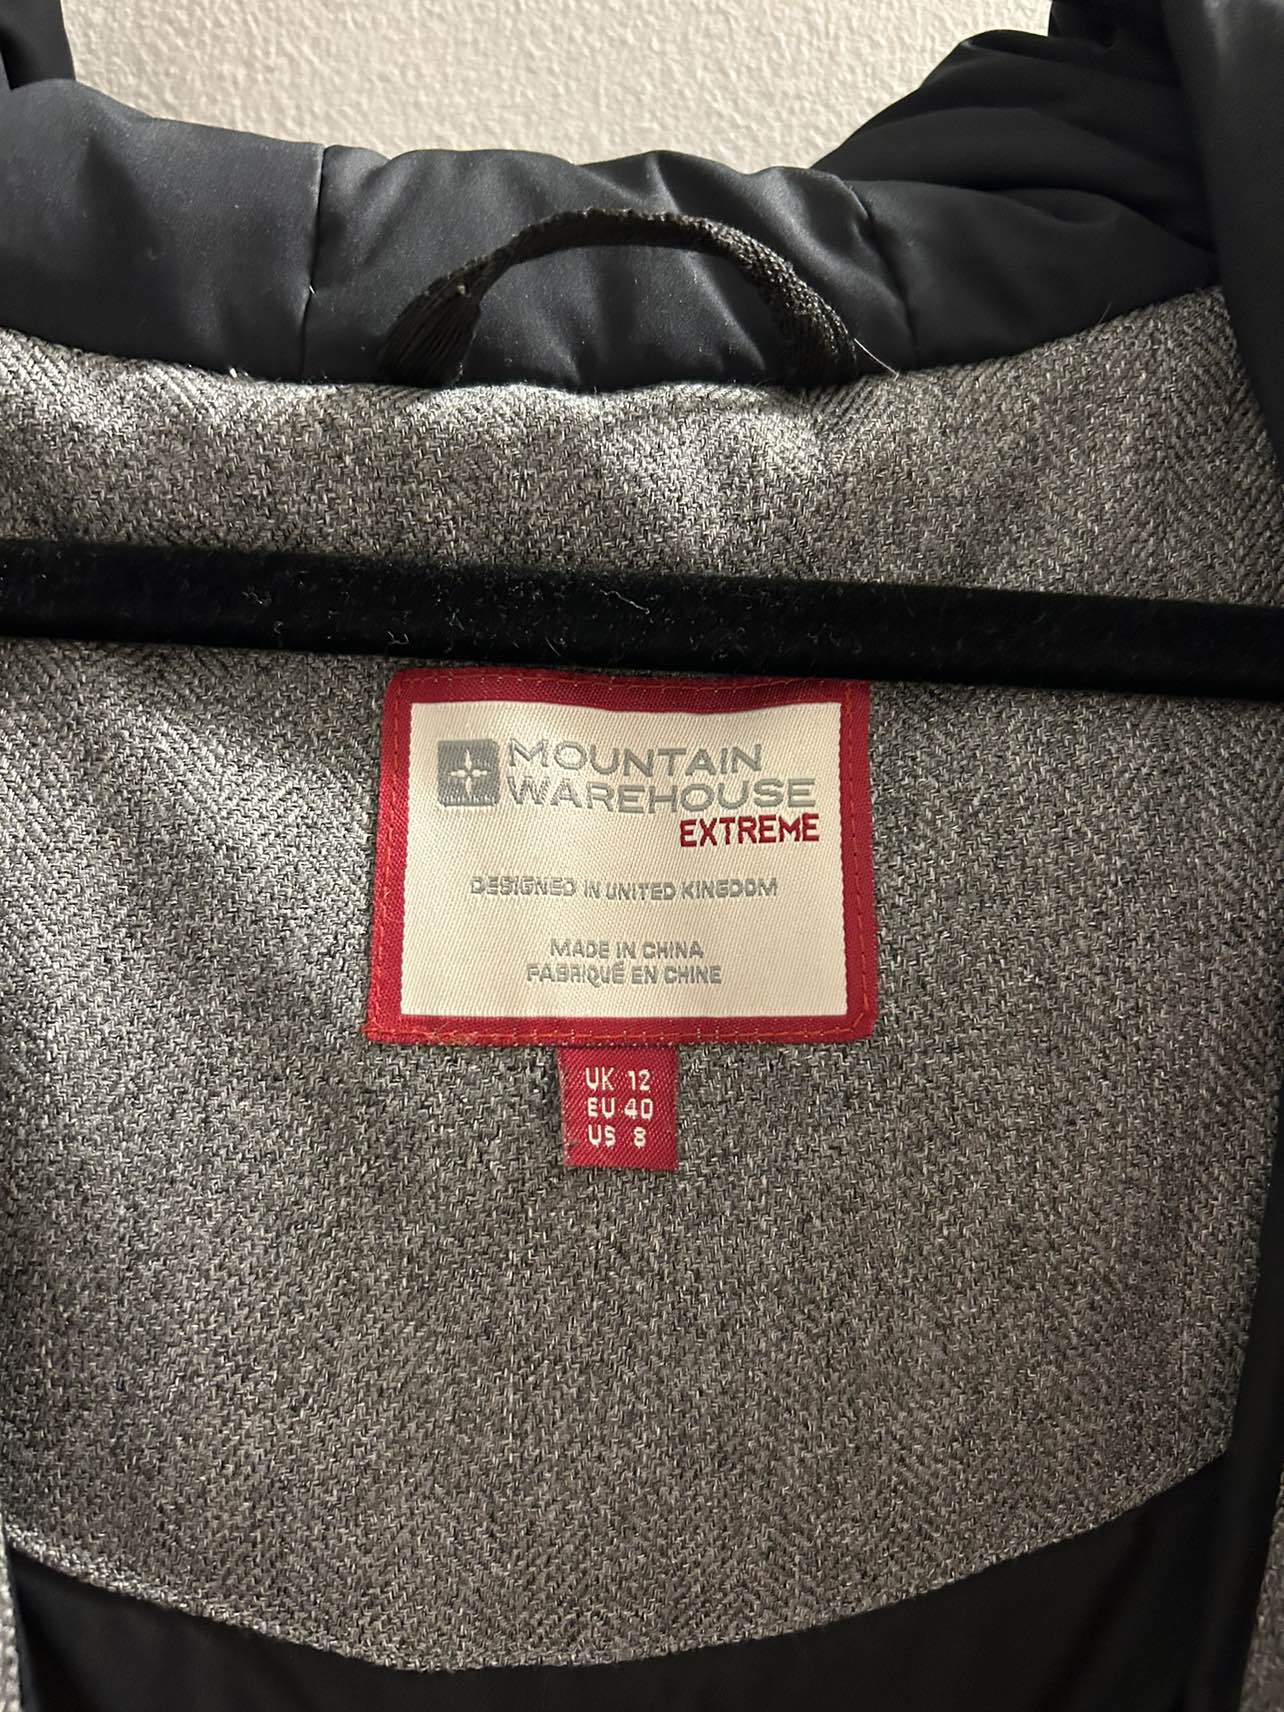 MOUNTAIN
WAREHOUSE
EXTREME
DESIGNED IN UNITED KINGDOM
MADE IN CHINA
FABRIQUÉ EN CHINE
UK 12
EU 40
US 8